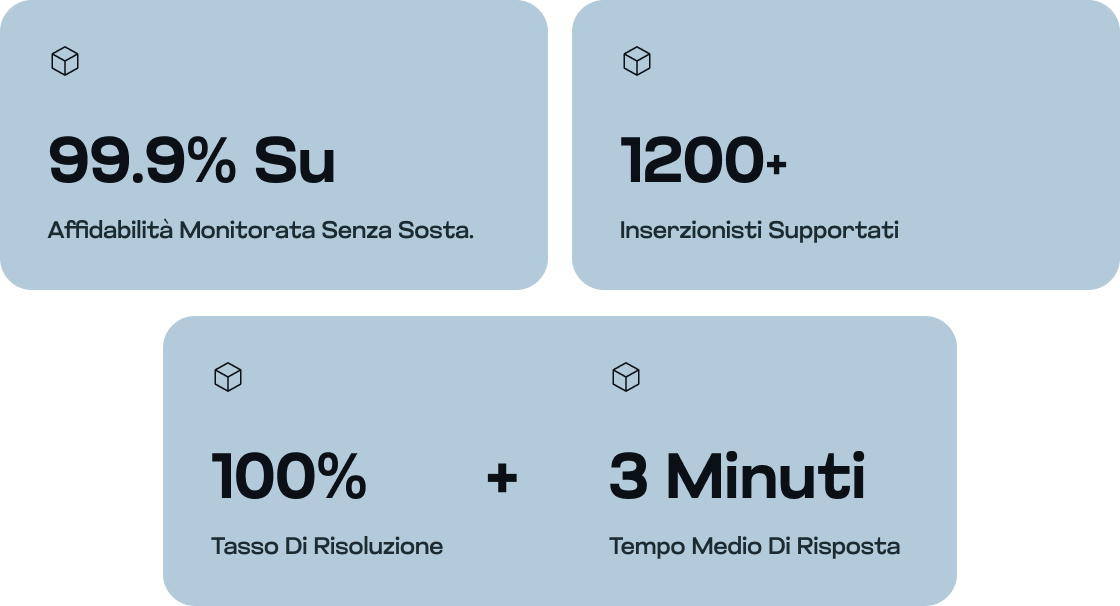 99.9% Su
Affidabilità Monitorata Senza Sosta.
1200+
Inserzionisti Supportati
100%
Tasso Di Risoluzione
+
3 Minuti
Tempo Medio Di Risposta